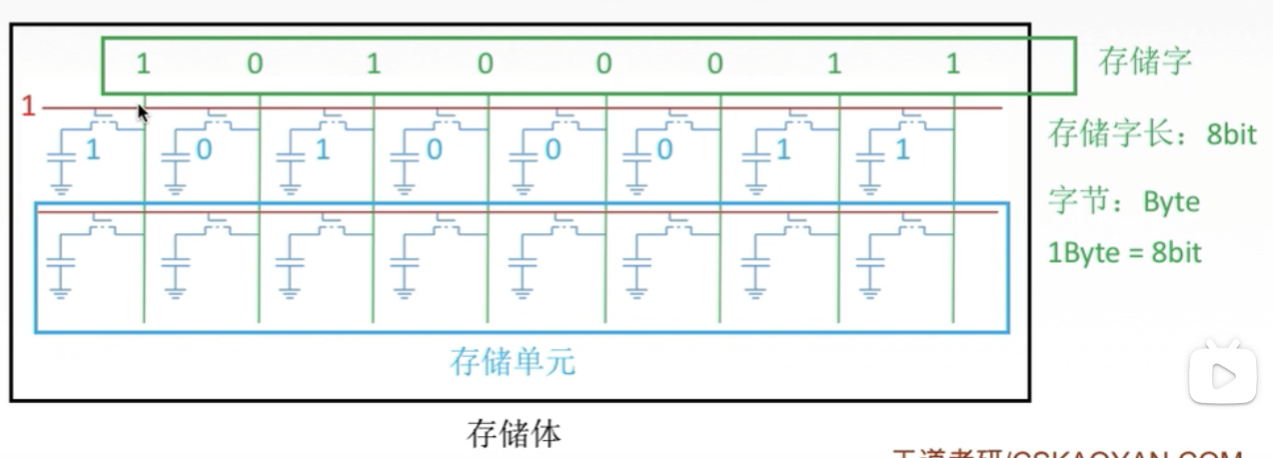 1 0 1 0 0 0 1 1 存储字
1
1 0 1 0 0 0 1 1
存储字长：8bit
字节：Byte
1Byte = 8bit
存储单元
存储体
王道考研/CSKAOYAN.COM